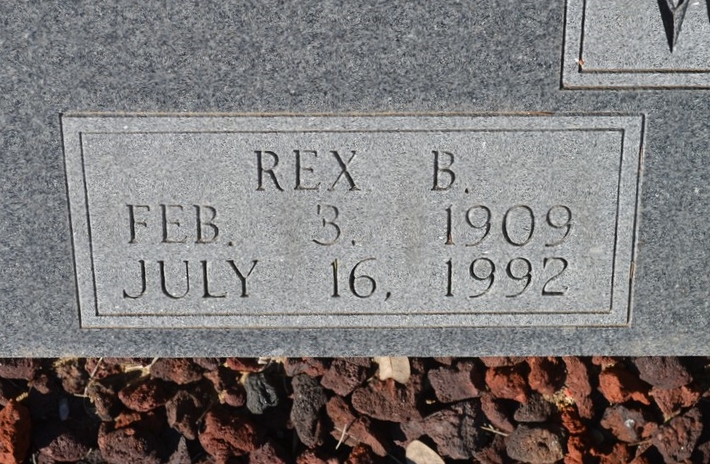 REX B.
FEB. 3. 1909
JULY 16, 1992